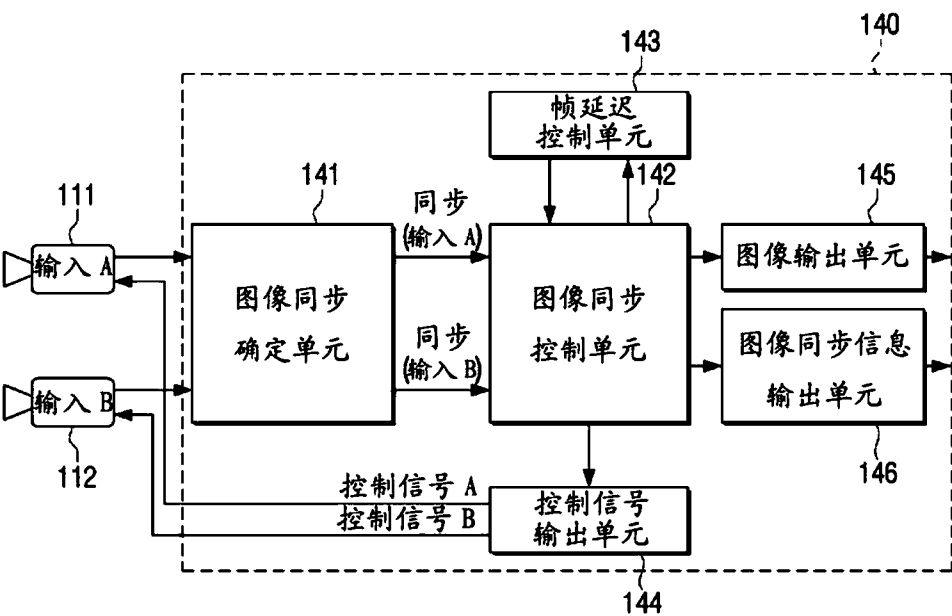 140
143
帧延迟
控制单元
141
142
145
111
同步
(输入 A)
输入 A
图像同步
确定单元
图像同步
控制单元
图像输出单元
同步
(输入 B)
输入 B
图像同步信息
输出单元
112
146
控制信号 A
控制信号 B
控制信号
输出单元
144